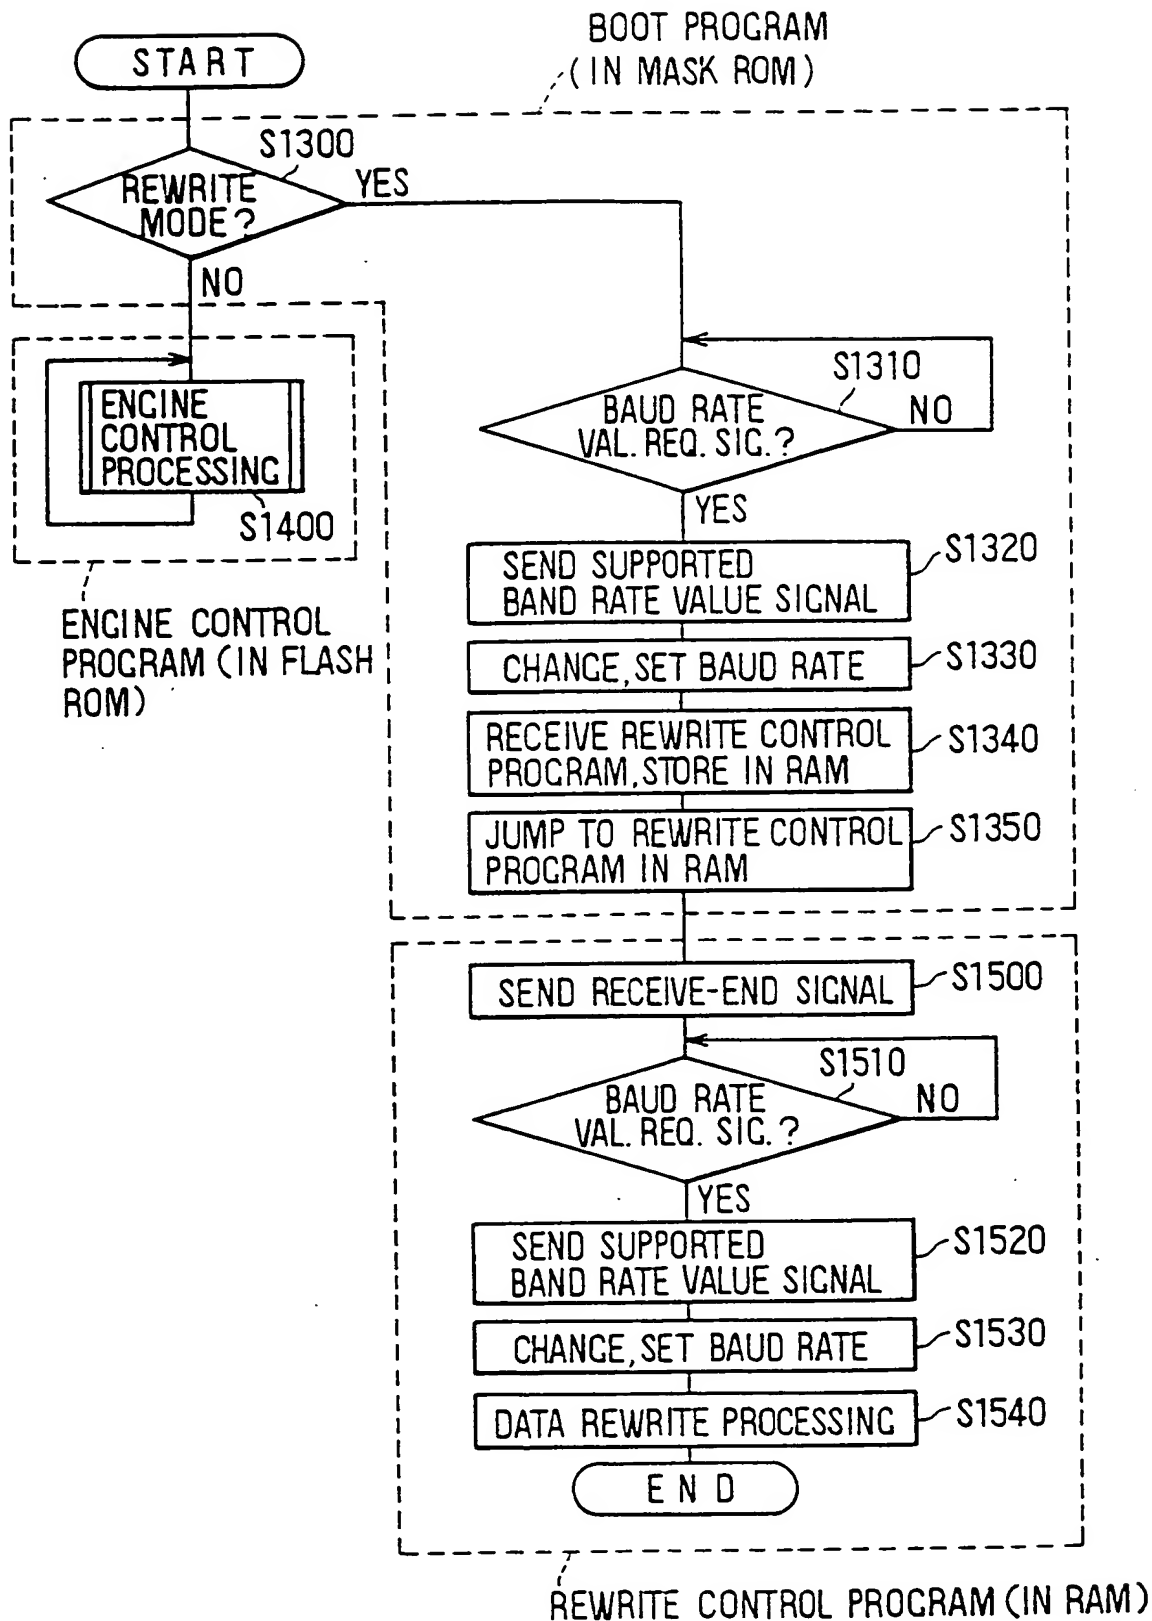 BOOT PROGRAM
(IN MASK ROM)
START
S1300
REWRITE
MODE?
YES
NO
S1310
BAUD RATE
VAL. REQ. SIG.?
NO
YES
ENGINE
CONTROL
PROCESSING
S1400
ENGINE CONTROL
PROGRAM (IN FLASH
ROM)
SEND SUPPORTED
BAND RATE VALUE SIGNAL
S1320
CHANGE, SET BAUD RATE
S1330
RECEIVE REWRITE CONTROL
PROGRAM, STORE IN RAM
S1340
JUMP TO REWRITE CONTROL
PROGRAM IN RAM
S1350
SEND RECEIVE-END SIGNAL
S1500
S1510
BAUD RATE
VAL. REQ. SIG.?
NO
YES
SEND SUPPORTED
BAND RATE VALUE SIGNAL
S1520
CHANGE, SET BAUD RATE
S1530
DATA REWRITE PROCESSING
S1540
END
REWRITE CONTROL PROGRAM (IN RAM)